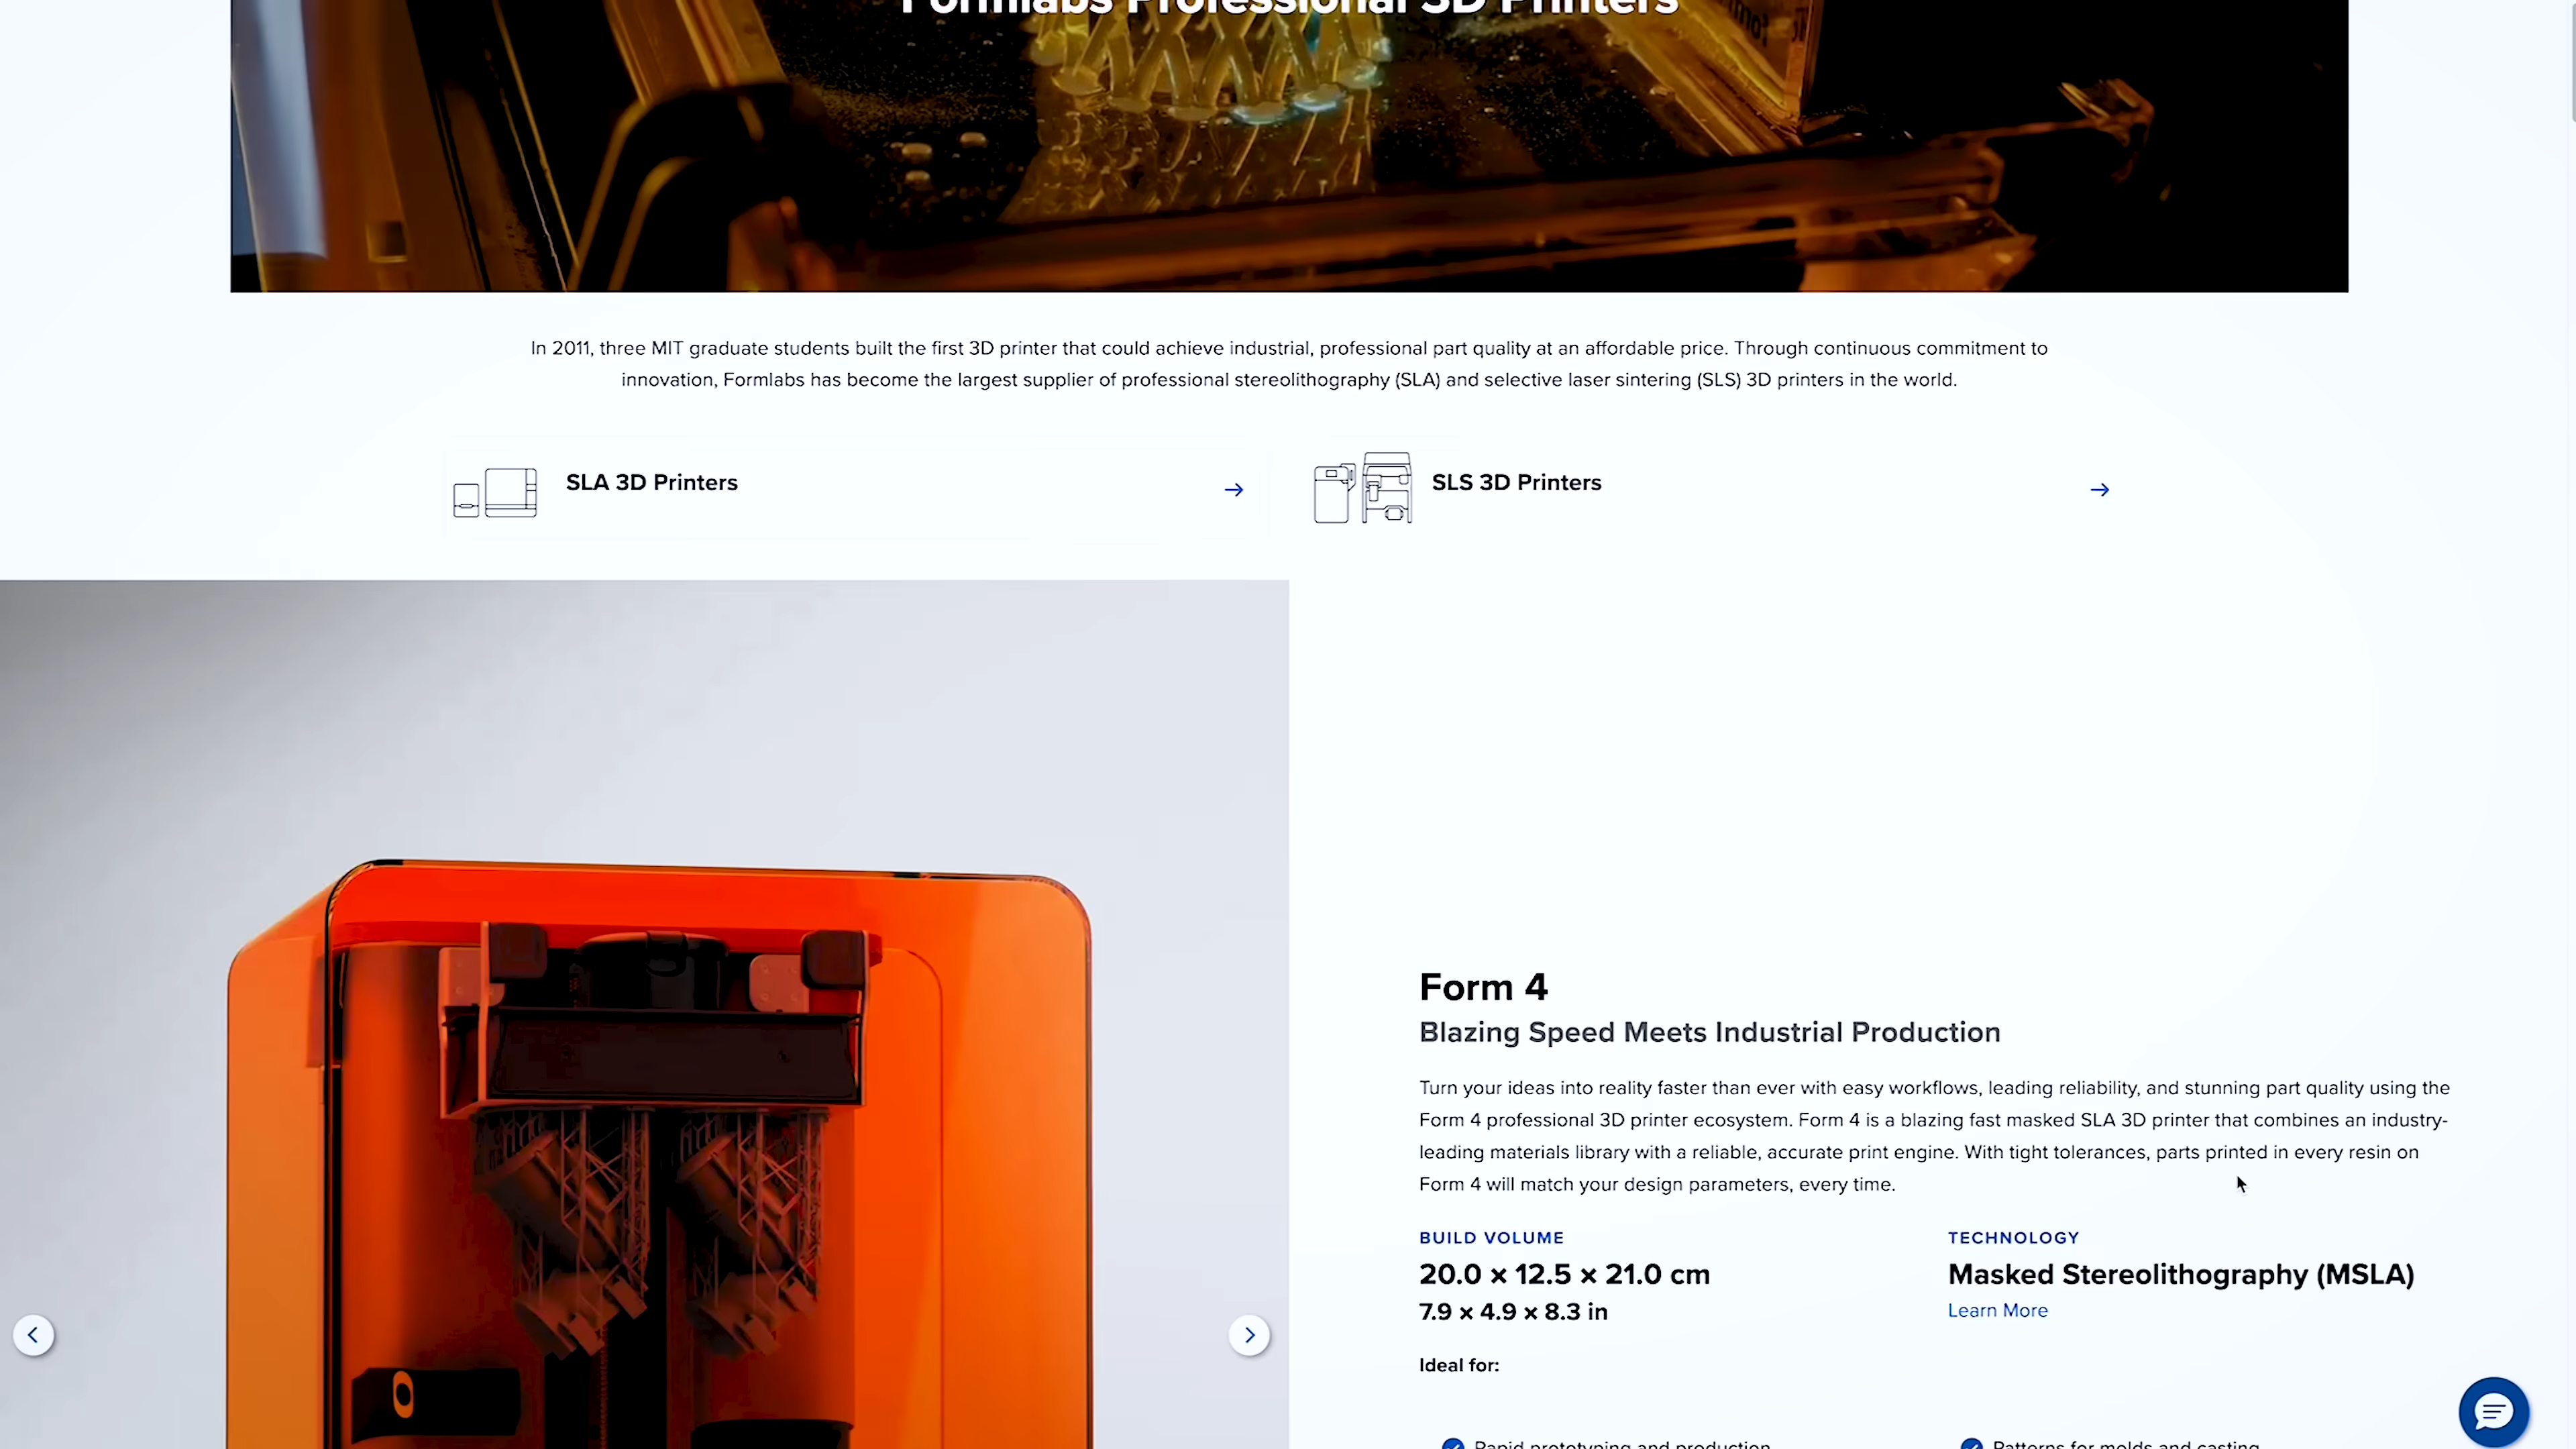 Formlabs Professional 3D Printers
In 2011, three MIT graduate students built the first 3D printer that could achieve industrial, professional part quality at an affordable price. Through continuous commitment to
innovation, Formlabs has become the largest supplier of professional stereolithography (SLA) and selective laser sintering (SLS) 3D printers in the world.
SLA 3D Printers
SLS 3D Printers
Form 4
Blazing Speed Meets Industrial Production
Turn your ideas into reality faster than ever with easy workflows, leading reliability, and stunning part quality using the
Form 4 professional 3D printer ecosystem. Form 4 is a blazing fast masked SLA 3D printer that combines an industry-
leading materials library with a reliable, accurate print engine. With tight tolerances, parts printed in every resin on
Form 4 will match your design parameters, every time.
BUILD VOLUME
20.0 × 12.5 × 21.0 cm
7.9 × 4.9 × 8.3 in
TECHNOLOGY
Masked Stereolithography (MSLA)
Learn More
Ideal for:
Rapid prototyping and production
Patterns for molds and casting